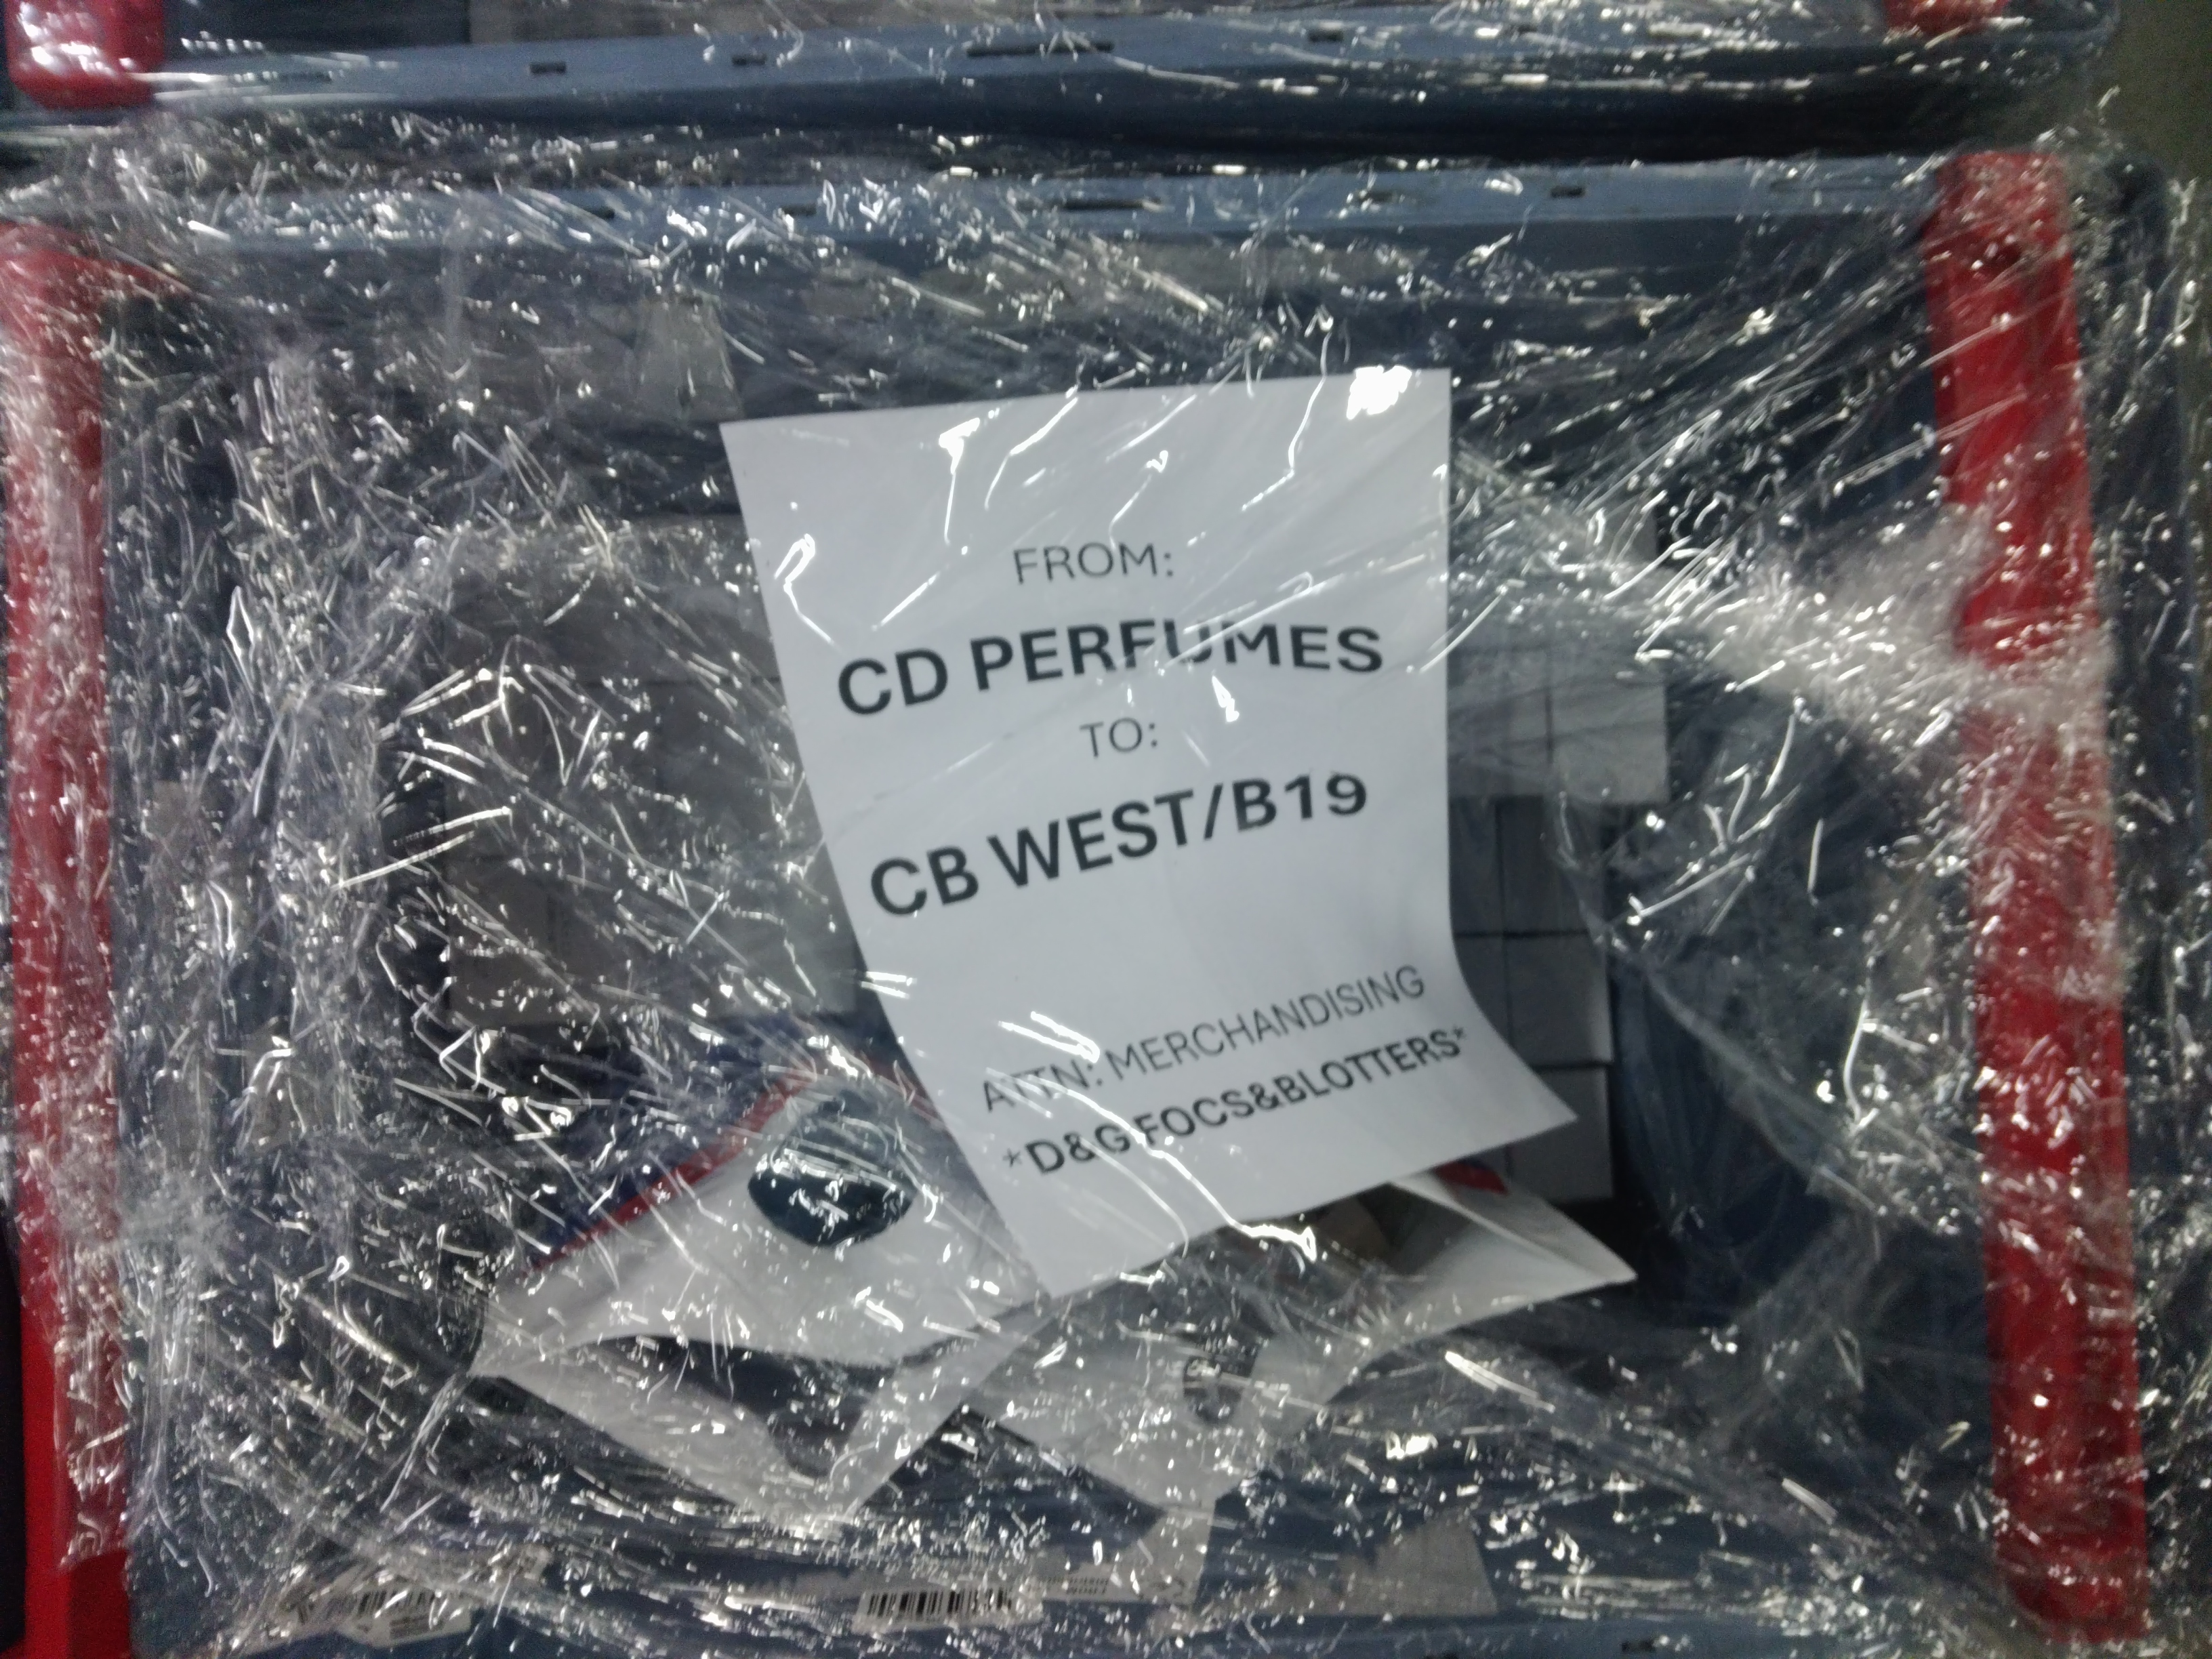 FROM:
CD PERFUMES
TO:
CB WEST/B19
ATTN: MERCHANDISING
*D&G FOCS&BLOTTERS*